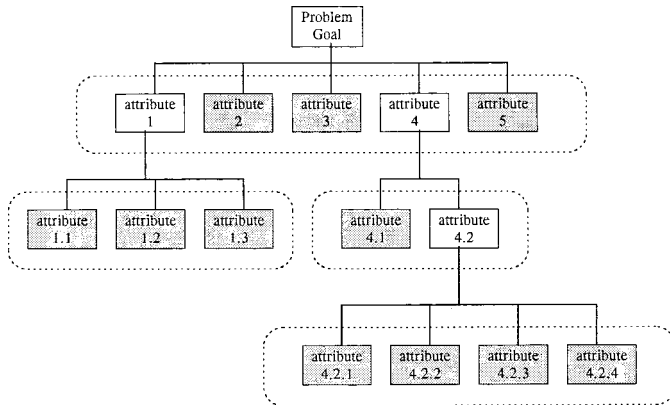 Problem
Goal
attribute
1
attribute
2
attribute
3
attribute
4
attribute
5
attribute
1.1
attribute
1.2
attribute
1.3
attribute
4.1
attribute
4.2
attribute
4.2.1
attribute
4.2.2
attribute
4.2.3
attribute
4.2.4